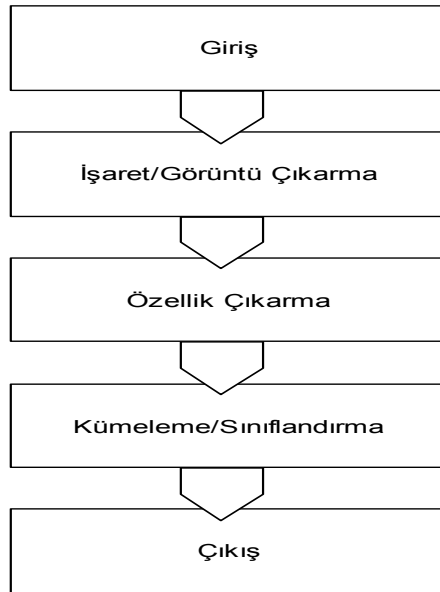 Giriş
İşaret/Görüntü Çıkarma
Özellik Çıkarma
Kümeleme/Sınıflandırma
Çıkış